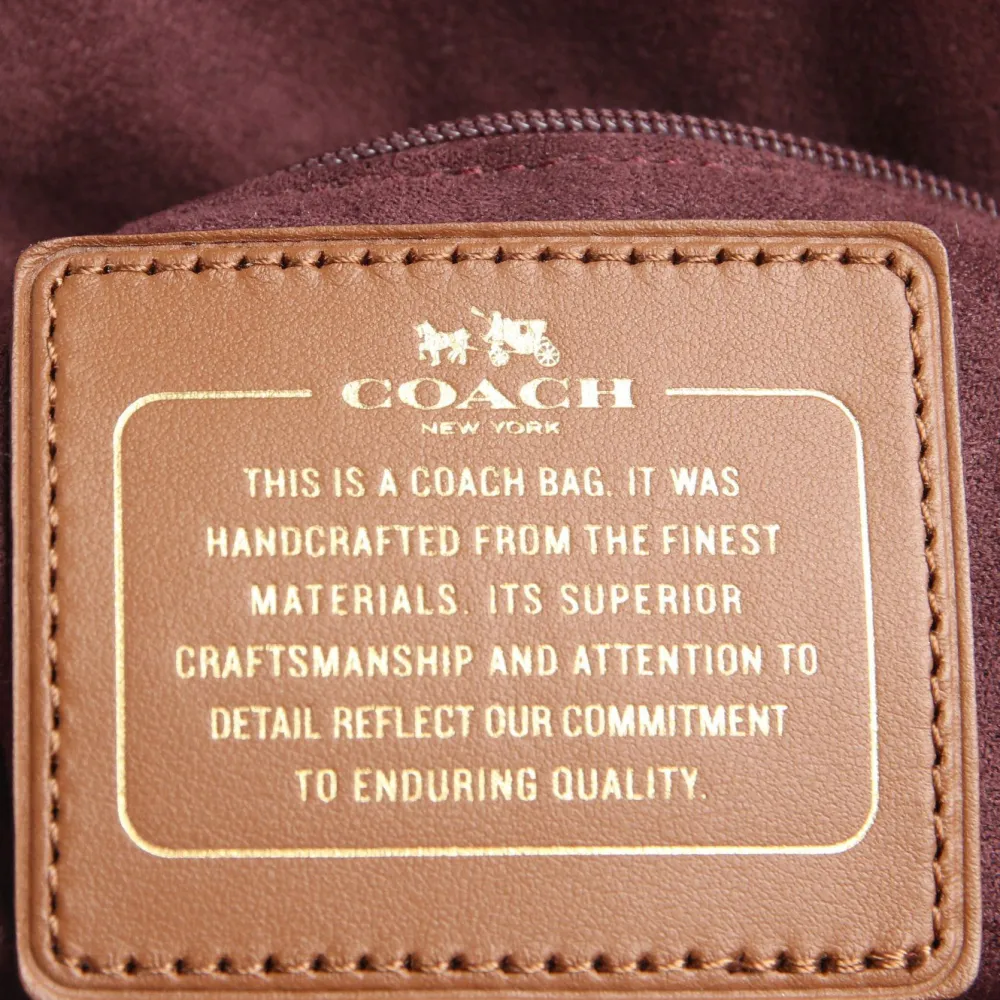 COACH
NEW YORK
THIS IS A COACH BAG. IT WAS
HANDCRAFTED FROM THE FINEST
MATERIALS. ITS SUPERIOR
CRAFTSMANSHIP AND ATTENTION TO
DETAIL REFLECT OUR COMMITMENT
TO ENDURING QUALITY.